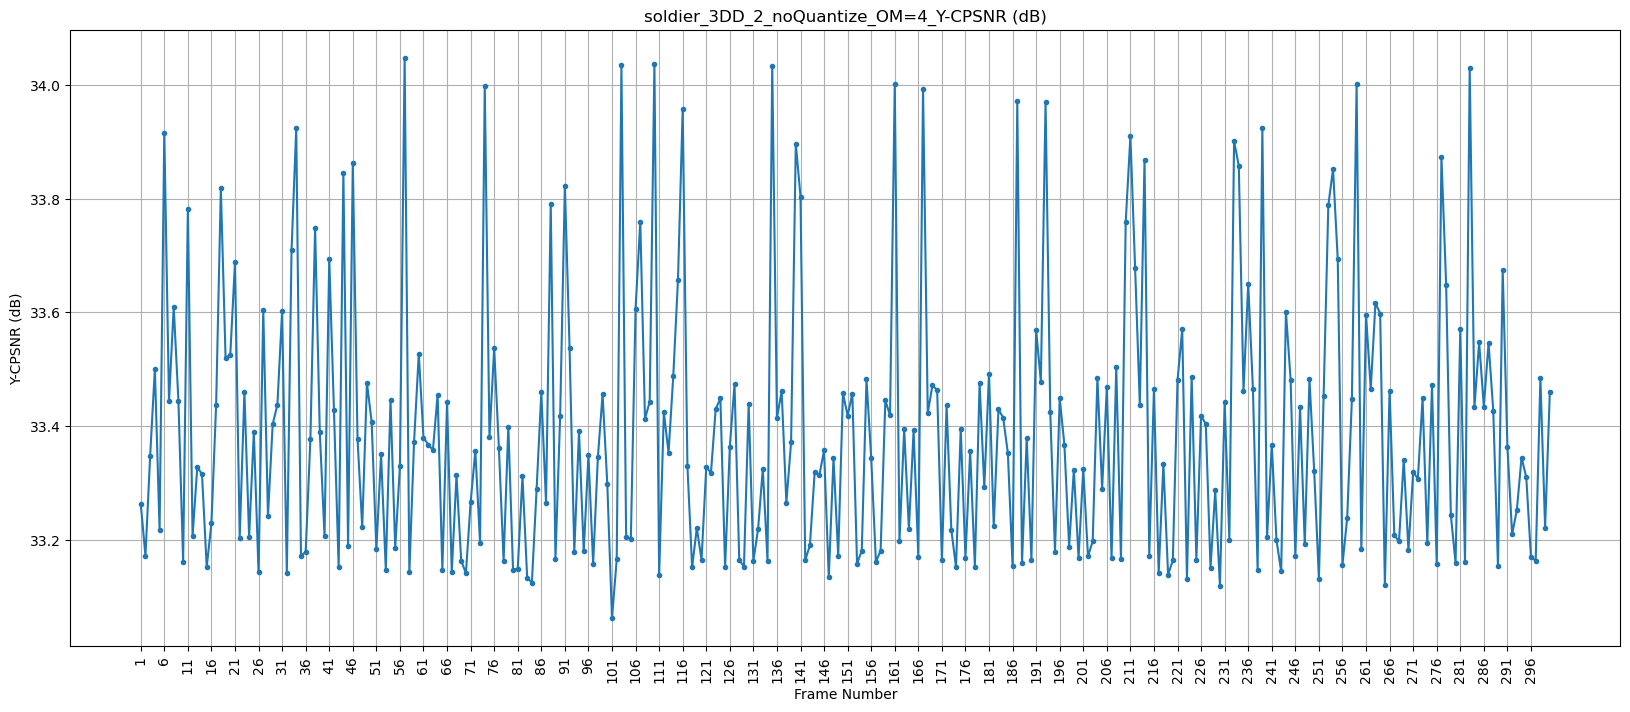 soldier_3DD_2_noQuantize_OM=4_Y-CPSNR (dB)
Y-CPSNR (dB)
34.0
33.8
33.6
33.4
33.2
1 6 11 16 21 26 31 36 41 46 51 56 61 66 71 76 81 86 91 96 101 106 111 116 121 126 131 136 141 146 151 156 161 166 171 176 181 186 191 196 201 206 211 216 221 226 231 236 241 246 251 256 261 266 271 276 281 286 291 296
Frame Number